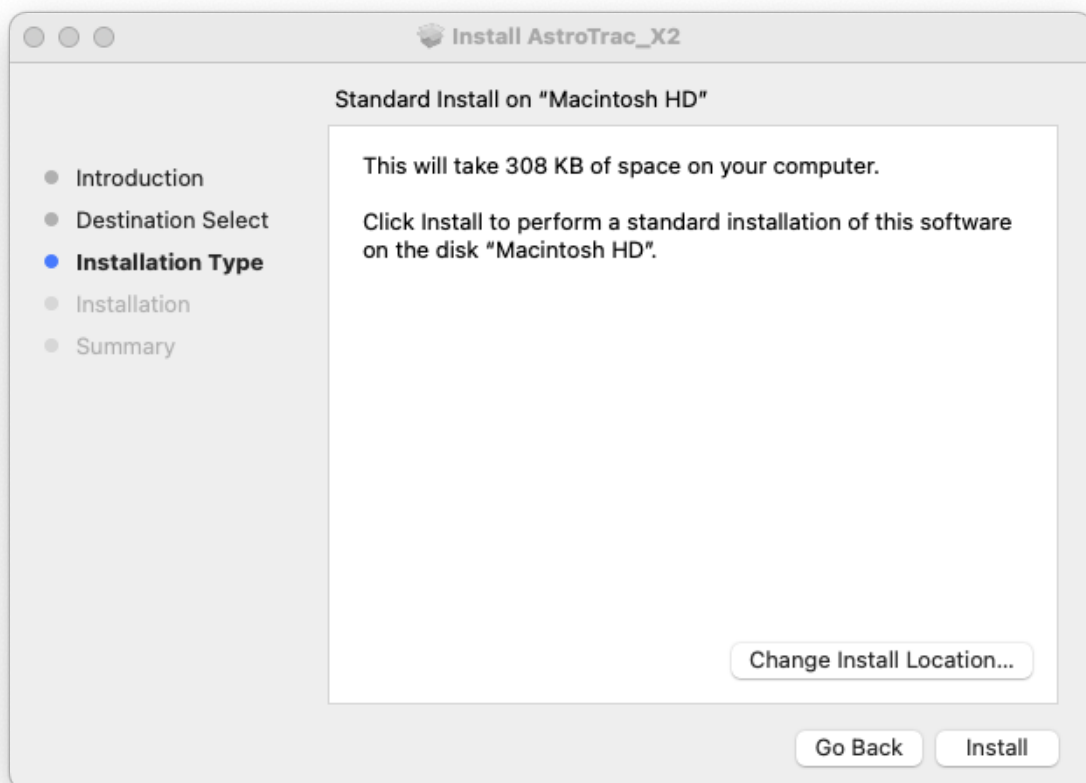 Install AstroTrac_X2
Standard Install on “Macintosh HD”
Introduction
Destination Select
Installation Type
Installation
Summary
This will take 308 KB of space on your computer.
Click Install to perform a standard installation of this software
on the disk “Macintosh HD”.
Change Install Location...
Go Back
Install